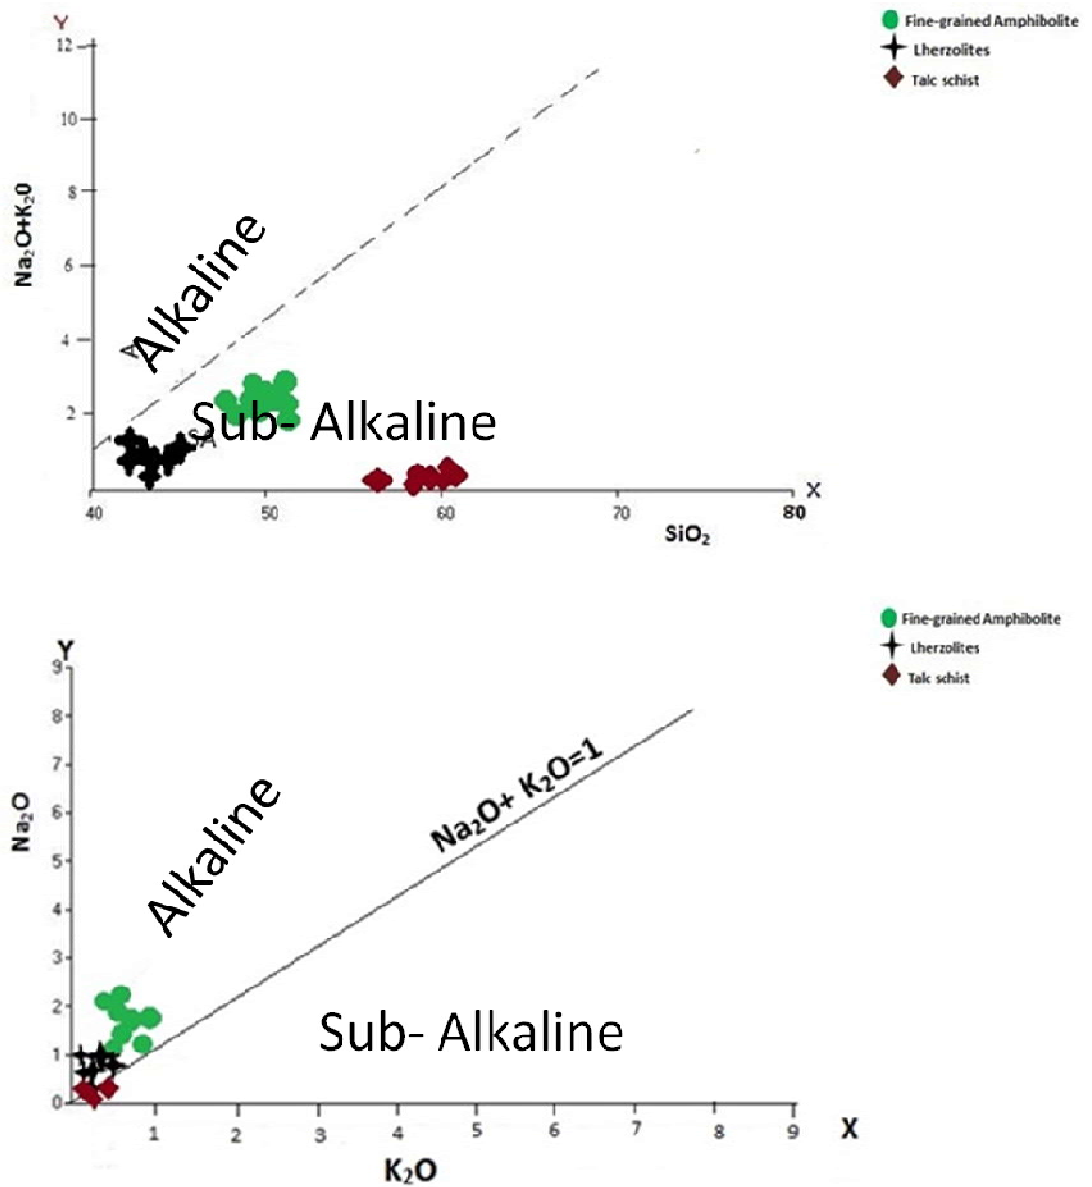 Y
Fine-grained Amphibolite
Lherzolites
Talc schist
12
10
8
6
4
2
Na₂O+K₂0
Alkaline
A
Sub- Alkaline
SA
40 50 60 70 80
X
SiO₂
Y
Fine-grained Amphibolite
Lherzolites
Talc schist
9
8
7
6
5
4
3
2
1
0
Na₂O
Alkaline
Na₂O+ K₂O=1
Sub- Alkaline
1 2 3 4 5 6 7 8 9
X
K₂O